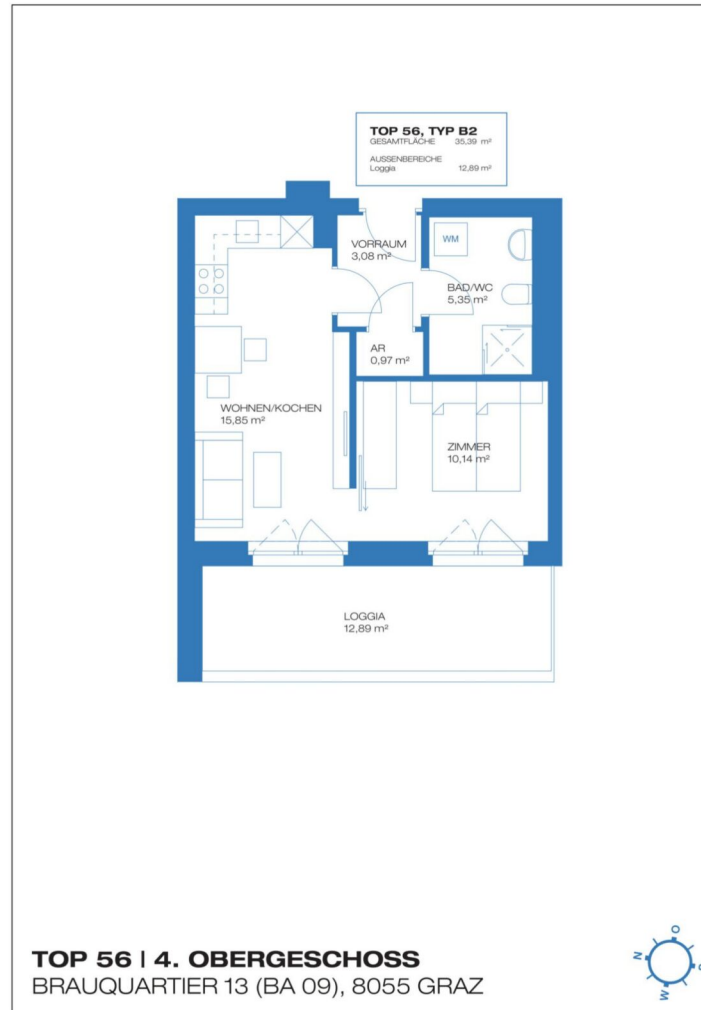 TOP 56, TYP B2
GESAMTFLÄCHE 35,39 m²
AUSSENBEREICHE
Loggia 12,89 m²
VORRAUM
3,08 m²
WM
BAD/WC
5,35 m²
AR
0,97 m²
WOHNEN/KOCHEN
15,85 m²
ZIMMER
10,14 m²
LOGGIA
12,89 m²
TOP 56 | 4. OBERGESCHOSS
BRAUQUARTIER 13 (BA 09), 8055 GRAZ
N
O
W